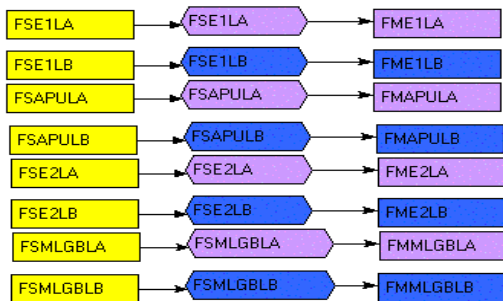 FSE1LA FSE1LA FME1LA
FSE1LB FSE1LB FME1LB
FSAPULA FSAPULA FMAPULA
FSAPULB FSAPULB FMAPULB
FSE2LA FSE2LA FME2LA
FSE2LB FSE2LB FME2LB
FSMLGBLA FSMLGBLA FMMLGBLA
FSMLGBLB FSMLGBLB FMMLGBLB